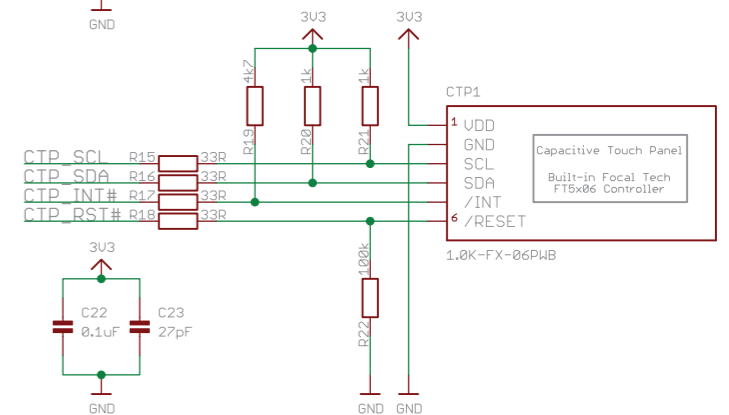 GND
3V3
3V3
4k7
1k
1k
CTP1
R19
R20
R21
1
VDD
GND
SCL
SDA
/INT
6
/RESET
Capacitive Touch Panel
Built-in Focal Tech
FT5x06 Controller
CTP_SCL R15 33R
CTP_SDA R16 33R
CTP_INT# R17 33R
CTP_RST# R18 33R
1.0K-FX-06PWB
3V3
100k
R22
C22
0.1uF
C23
27pF
GND
GND
GND